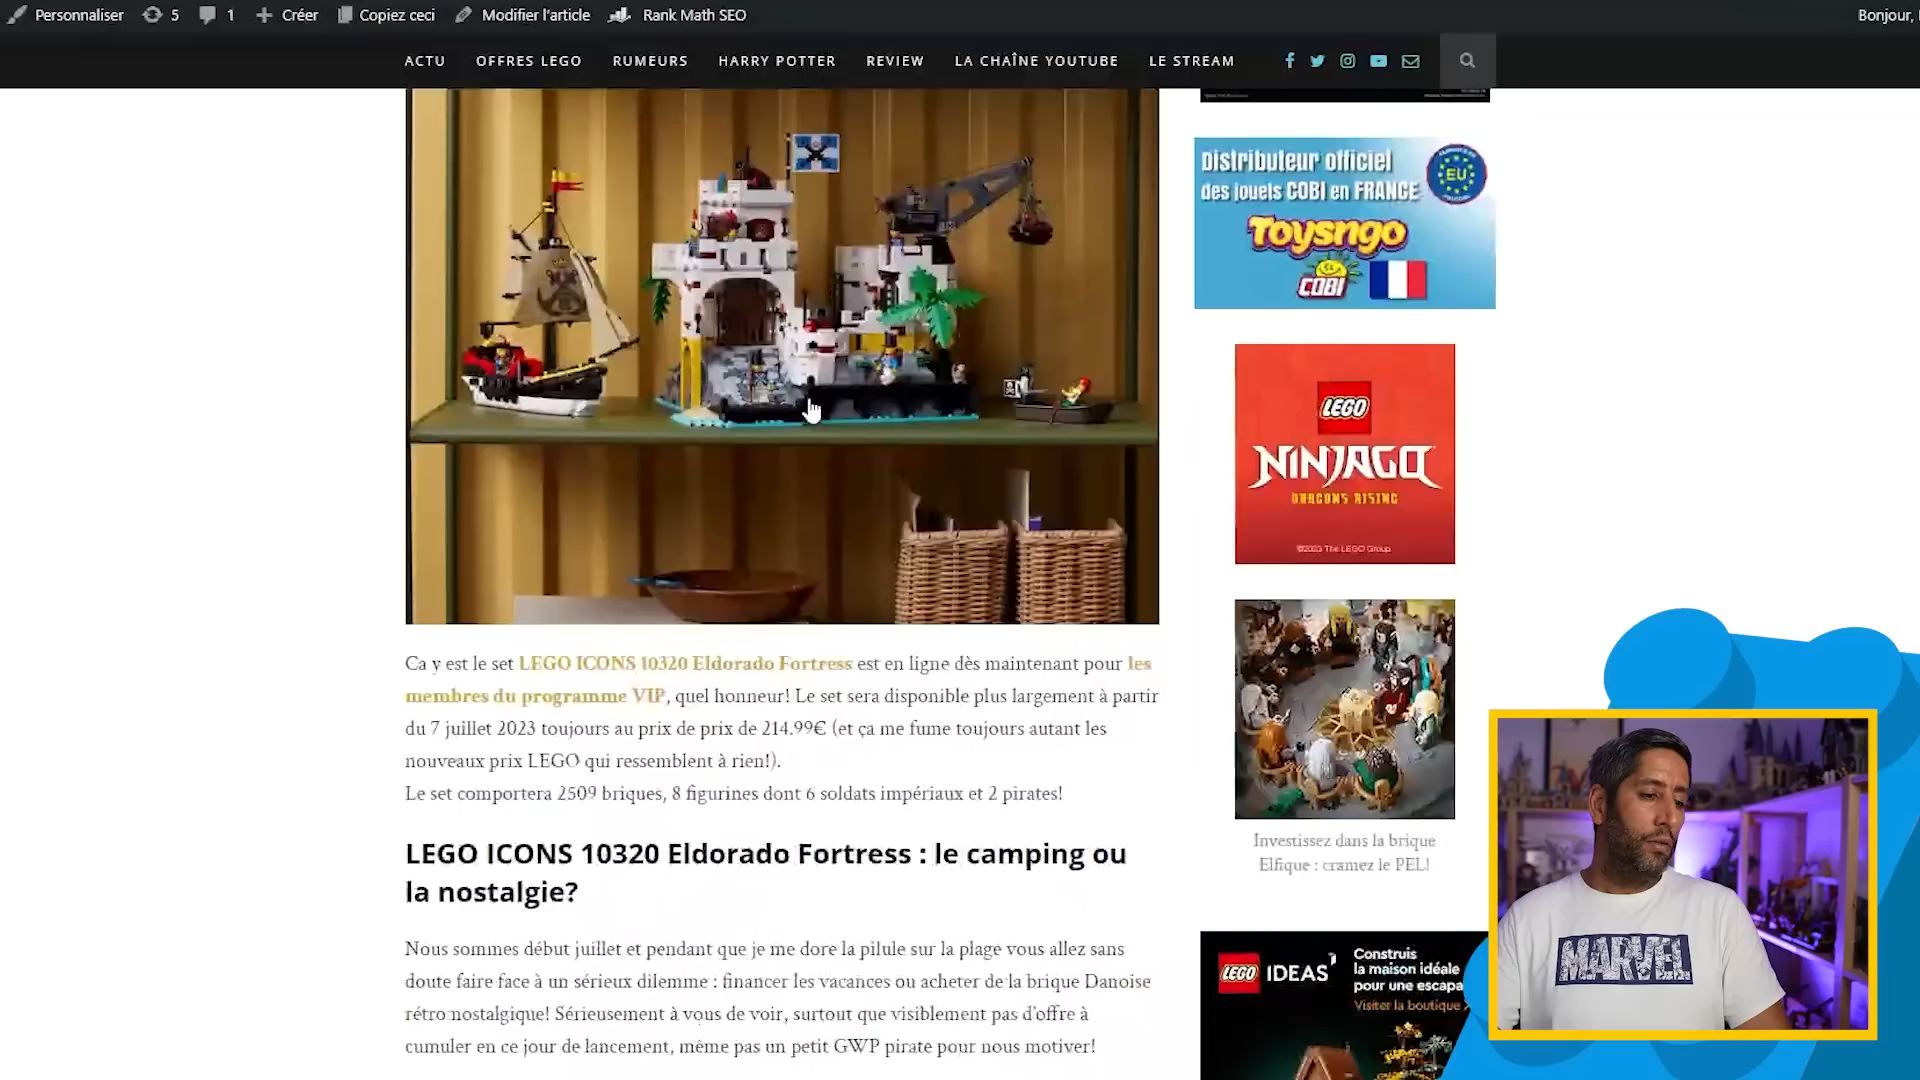 Personnaliser 5 1 Créer Copiez ceci Modifier l'article Rank Math SEO Bonjour,
ACTU OFFRES LEGO RUMEURS HARRY POTTER REVIEW LA CHAÎNE YOUTUBE LE STREAM
Distributeur officiel
des jouets COBI en FRANCE
EU
Toysngo
COBI
LEGO
NINJAGO
DRAGONS RISING
©2023 The LEGO Group
Ca y est le set LEGO ICONS 10320 Eldorado Fortress est en ligne dès maintenant pour les
membres du programme VIP, quel honneur! Le set sera disponible plus largement à partir
du 7 juillet 2023 toujours au prix de prix de 214.99€ (et ça me fume toujours autant les
nouveaux prix LEGO qui ressemblent à rien!).
Le set comportera 2509 briques, 8 figurines dont 6 soldats impériaux et 2 pirates!
LEGO ICONS 10320 Eldorado Fortress : le camping ou
la nostalgie?
Nous sommes début juillet et pendant que je me dore la pilule sur la plage vous allez sans
doute faire face à un sérieux dilemme : financer les vacances ou acheter de la brique Danoise
rétro nostalgique! Sérieusement à vous de voir, surtout que visiblement pas d'offre à
cumuler en ce jour de lancement, même pas un petit GWP pirate pour nous motiver!
Investissez dans la brique
Elfique : cramez le PEL!
LEGO IDEAS
Construis
la maison idéale
pour une escapa
Visiter la boutique
MARVEL